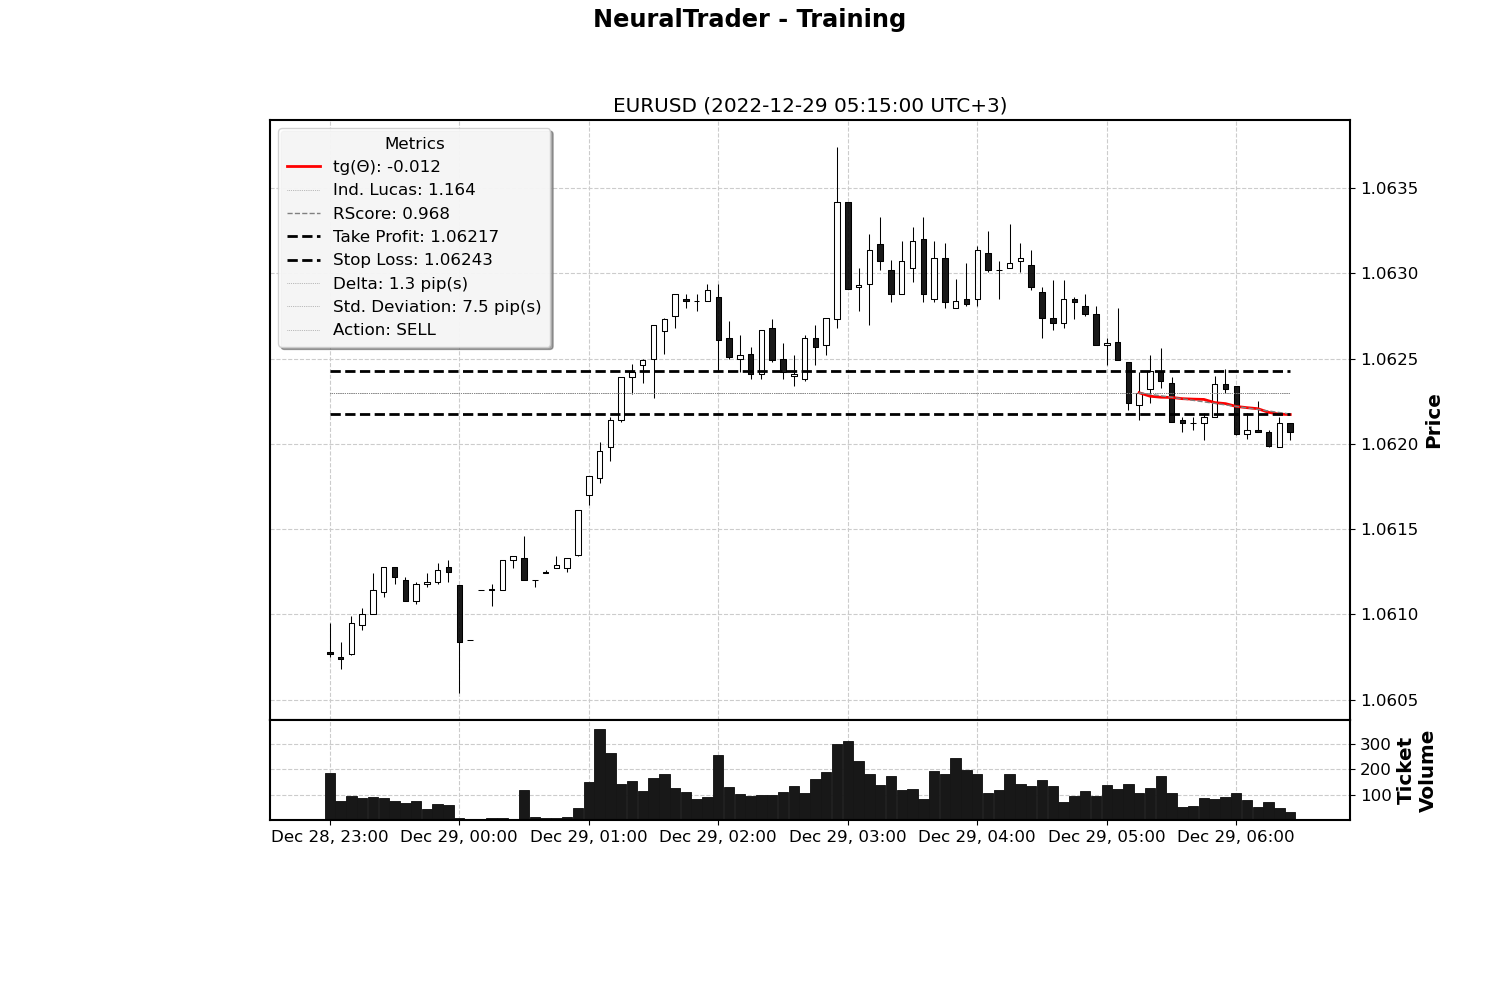 NeuralTrader - Training
EURUSD (2022-12-29 05:15:00 UTC+3)
Metrics
tg(Θ): -0.012
Ind. Lucas: 1.164
RScore: 0.968
Take Profit: 1.06217
Stop Loss: 1.06243
Delta: 1.3 pip(s)
Std. Deviation: 7.5 pip(s)
Action: SELL
1.0635
1.0630
1.0625
1.0620
1.0615
1.0610
1.0605
Price
300
200
100
Ticket
Volume
Dec 28, 23:00 Dec 29, 00:00 Dec 29, 01:00 Dec 29, 02:00 Dec 29, 03:00 Dec 29, 04:00 Dec 29, 05:00 Dec 29, 06:00